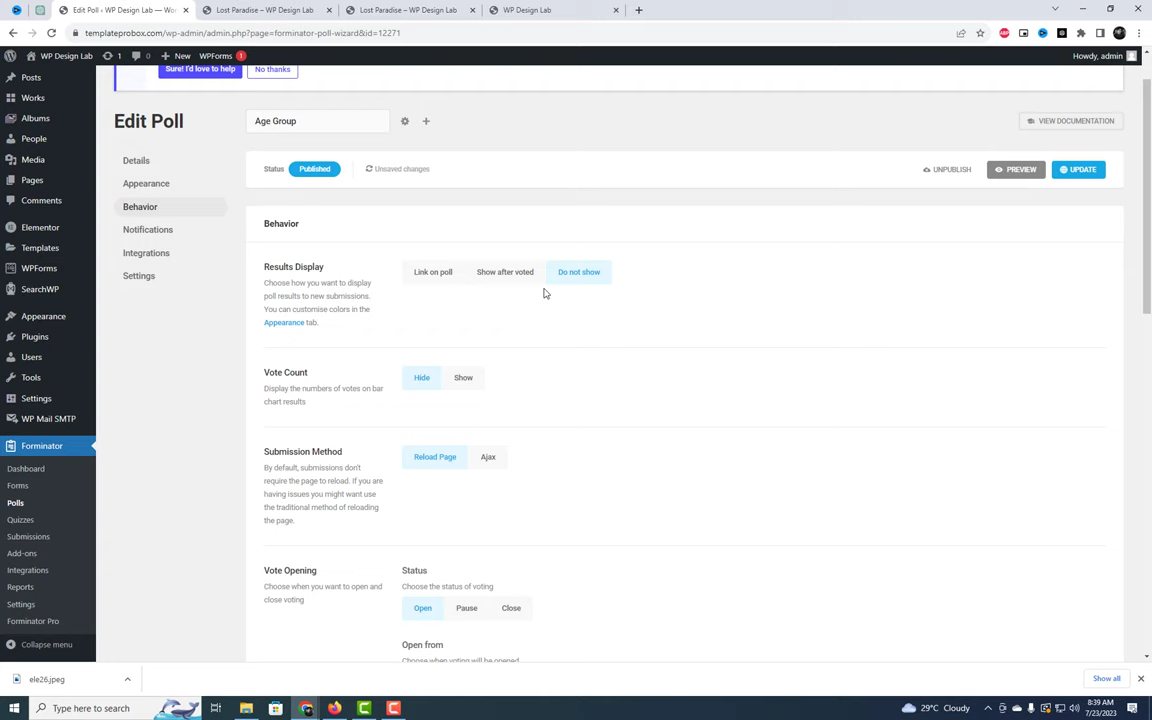 Edit Poll ‹ WP Design Lab — Wor
Lost Paradise – WP Design Lab
Lost Paradise – WP Design Lab
WP Design Lab
templateprobox.com/wp-admin/admin.php?page=forminator-poll-wizard&id=12271
WP Design Lab
1
0
New
WPForms
1
Howdy, admin
Sure! I'd love to help
No thanks
Posts
Works
Albums
People
Media
Pages
Comments
Elementor
Templates
WPForms
SearchWP
Appearance
Plugins
Users
Tools
Settings
WP Mail SMTP
Forminator
Dashboard
Forms
Polls
Quizzes
Submissions
Add-ons
Integrations
Reports
Settings
Forminator Pro
Collapse menu
Edit Poll
Age Group
VIEW DOCUMENTATION
Details
Appearance
Behavior
Notifications
Integrations
Settings
Status
Published
Unsaved changes
UNPUBLISH
PREVIEW
UPDATE
Behavior
Results Display
Choose how you want to display
poll results to new submissions.
You can customise colors in the
Appearance tab.
Link on poll
Show after voted
Do not show
Vote Count
Display the numbers of votes on bar
chart results
Hide
Show
Submission Method
By default, submissions don't
require the page to reload. If you are
having issues you might want use
the traditional method of reloading
the page.
Reload Page
Ajax
Vote Opening
Choose when you want to open and
close voting
Status
Choose the status of voting
Open
Pause
Close
Open from
Choose when voting will be opened
ele26.jpeg
Show all
Type here to search
29°C Cloudy
8:39 AM
7/23/2023